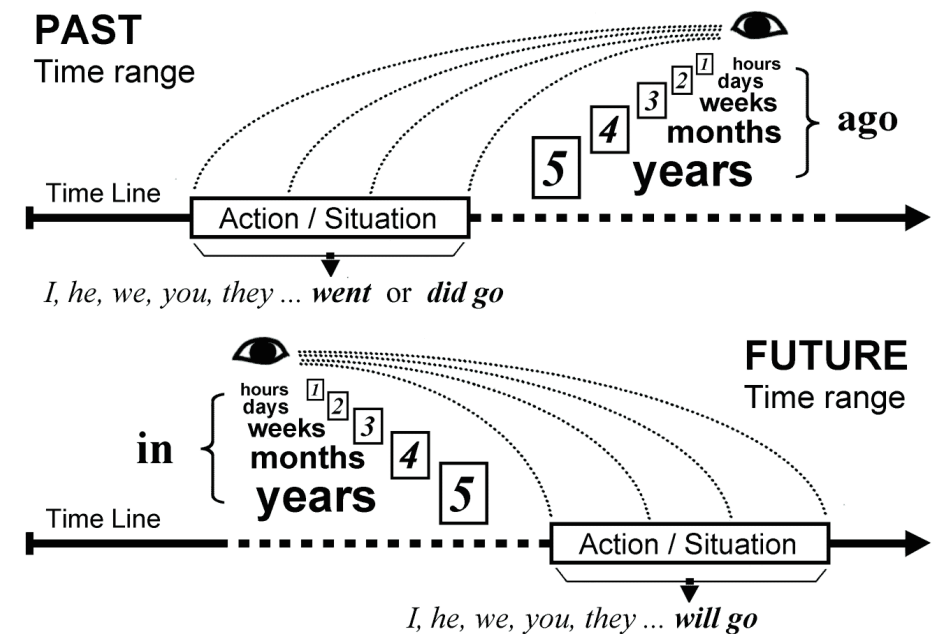 PAST
Time range
1 hours
2 days
3 weeks
4 months
5 years
ago
Time Line
Action / Situation
I, he, we, you, they ... went or did go
FUTURE
Time range
in
hours 1
days 2
weeks 3
months 4
years 5
Time Line
Action / Situation
I, he, we, you, they ... will go